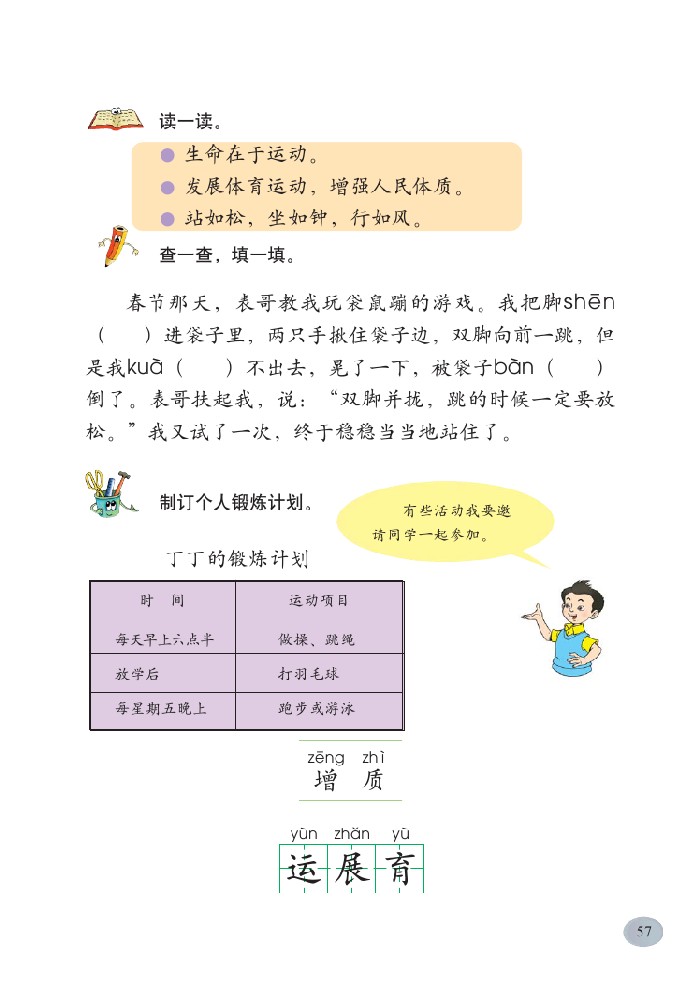 读一读。
生命在于运动。
发展体育运动，增强人民体质。
站如松，坐如钟，行如风。
查一查，填一填。
春节那天，表哥教我玩袋鼠蹦的游戏。我把脚shēn
（　　）进袋子里，两只手揪住袋子边，双脚向前一跳，但
是我kuà（　　）不出去，晃了一下，被袋子bàn（　　）
倒了。表哥扶起我，说：“双脚并拢，跳的时候一定要放
松。”我又试了一次，终于稳稳当当地站住了。
制订个人锻炼计划。
有些活动我要邀
请同学一起参加。
丁丁的锻炼计划
时　间　运动项目
每天早上六点半　做操、跳绳
放学后　打羽毛球
每星期五晚上　跑步或游泳
zēng　zhì
增　质
yùn　zhǎn　yù
运　展　育
57